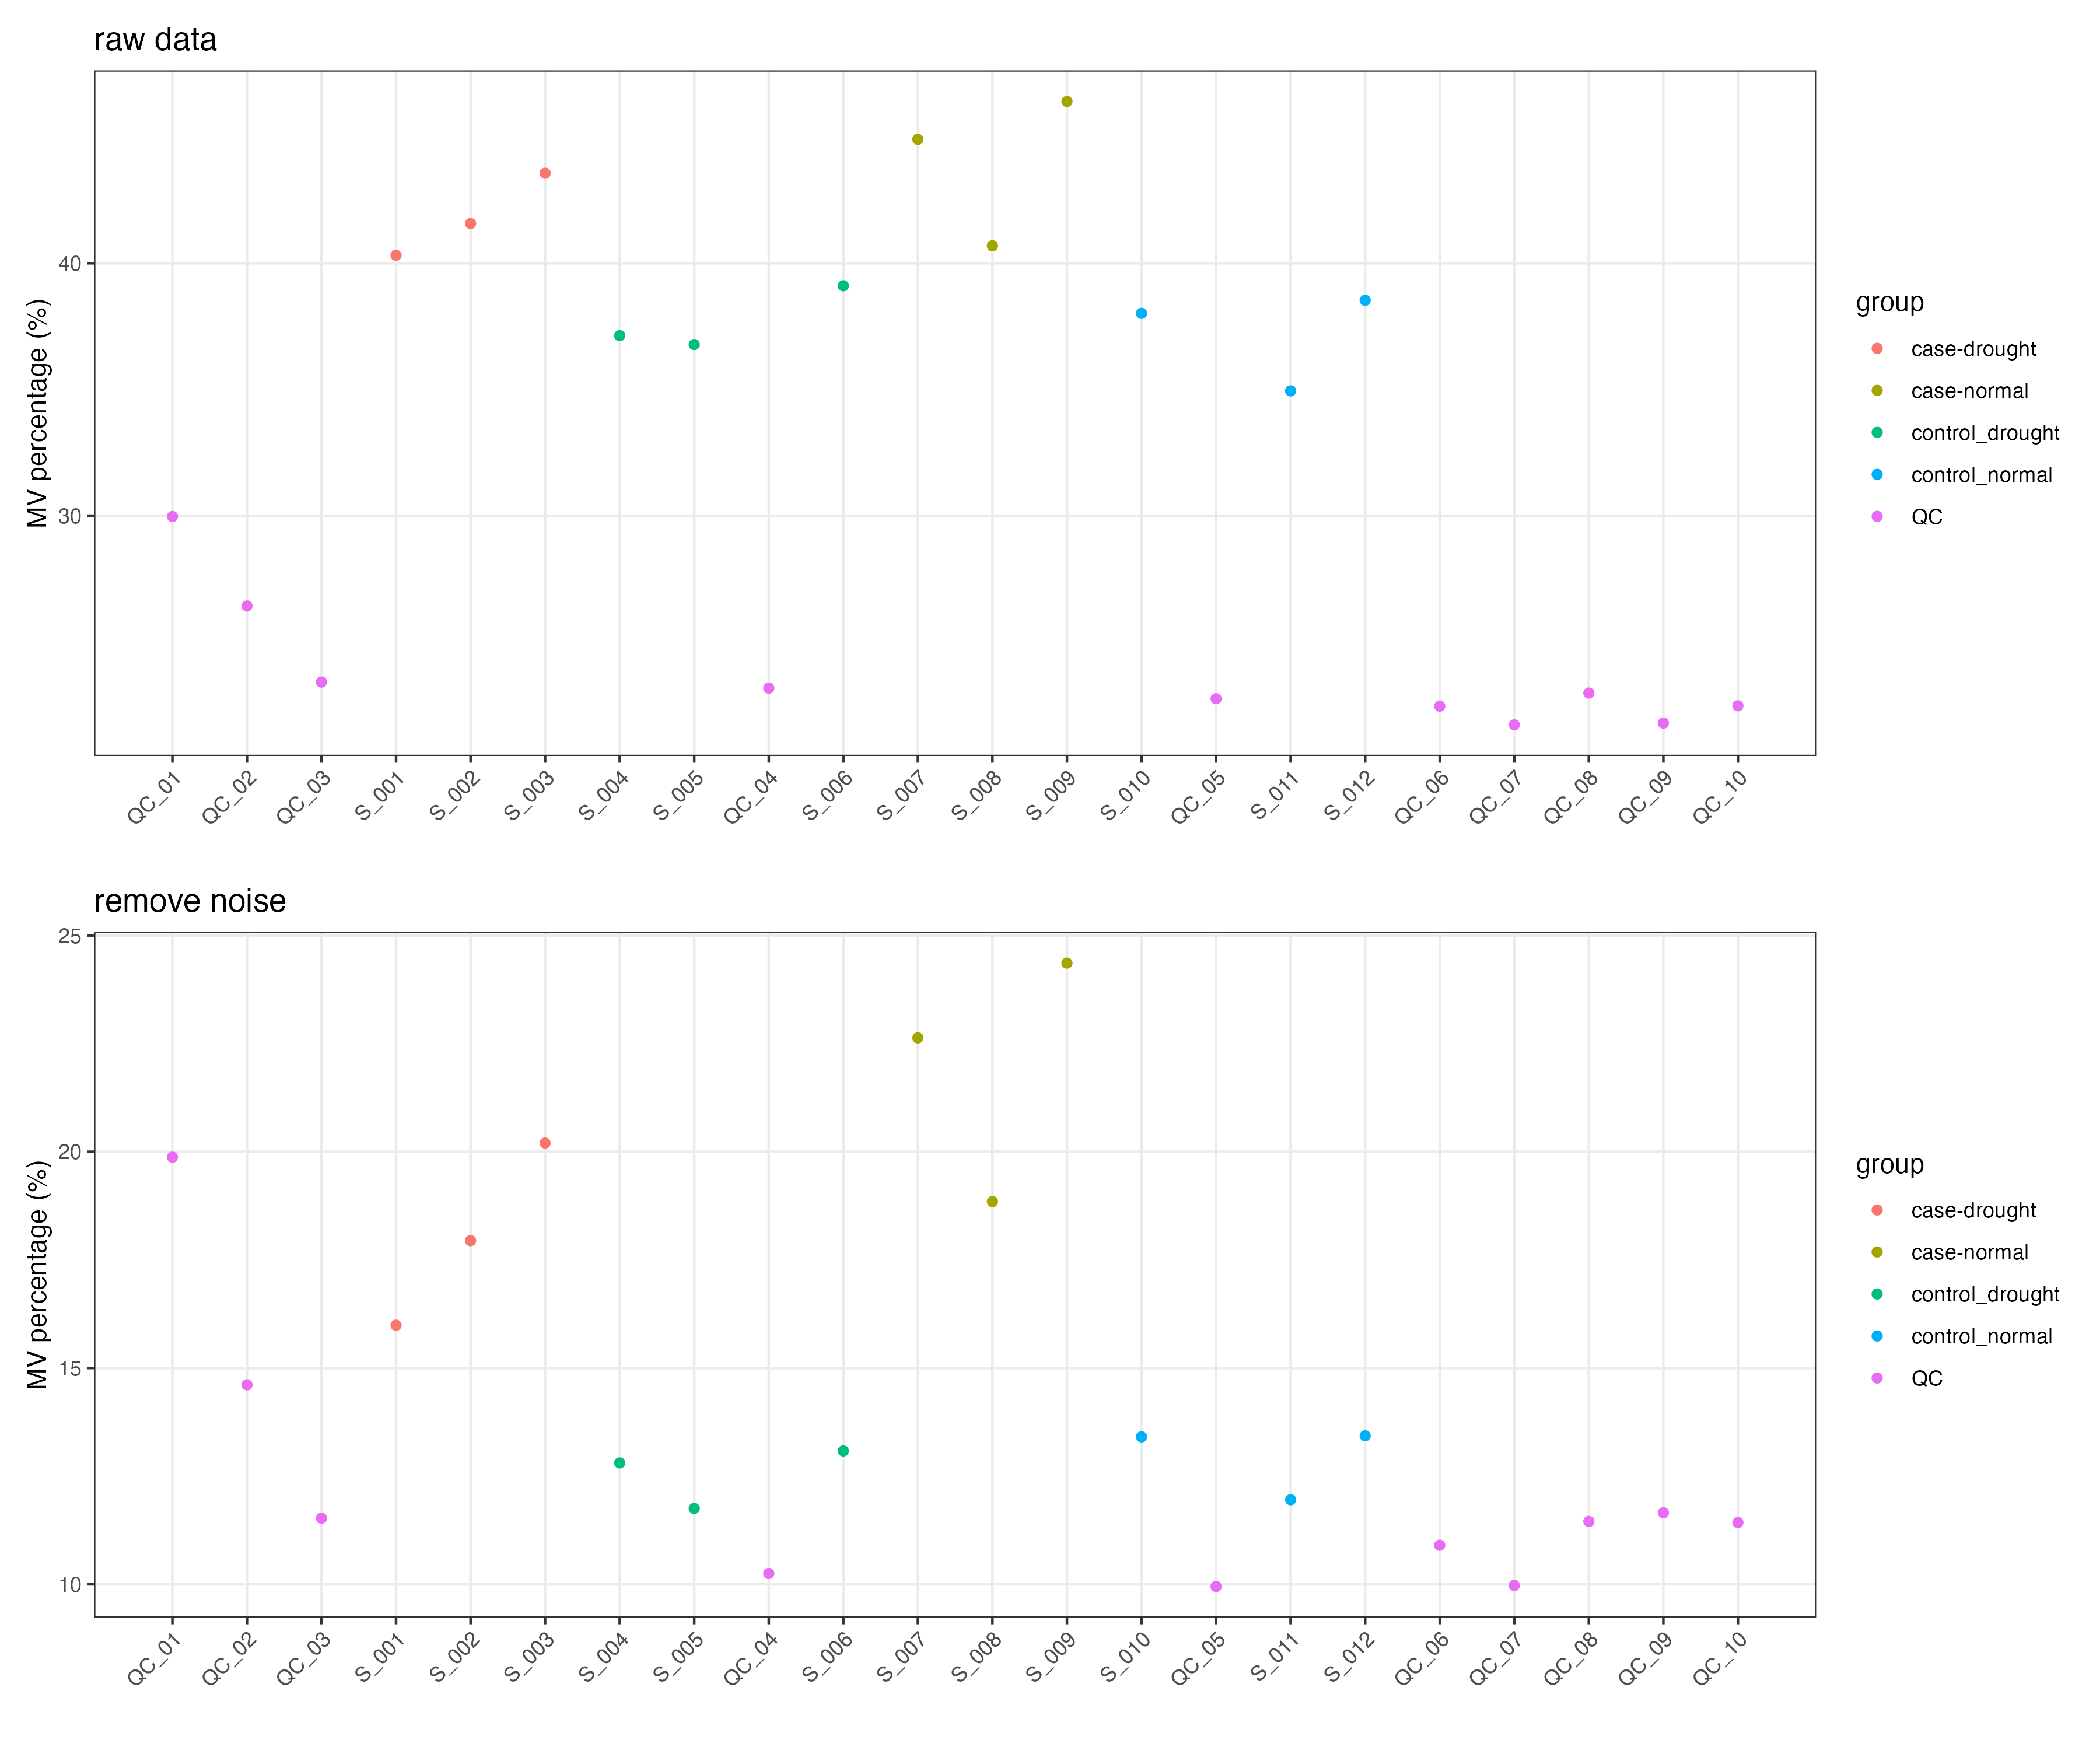 raw data
MV percentage (%)
40
30
QC_01 QC_02 QC_03 S_001 S_002 S_003 S_004 S_005 QC_04 S_006 S_007 S_008 S_009 S_010 QC_05 S_011 S_012 QC_06 QC_07 QC_08 QC_09 QC_10
group
case-drought
case-normal
control_drought
control_normal
QC
remove noise
MV percentage (%)
25
20
15
10
QC_01 QC_02 QC_03 S_001 S_002 S_003 S_004 S_005 QC_04 S_006 S_007 S_008 S_009 S_010 QC_05 S_011 S_012 QC_06 QC_07 QC_08 QC_09 QC_10
group
case-drought
case-normal
control_drought
control_normal
QC